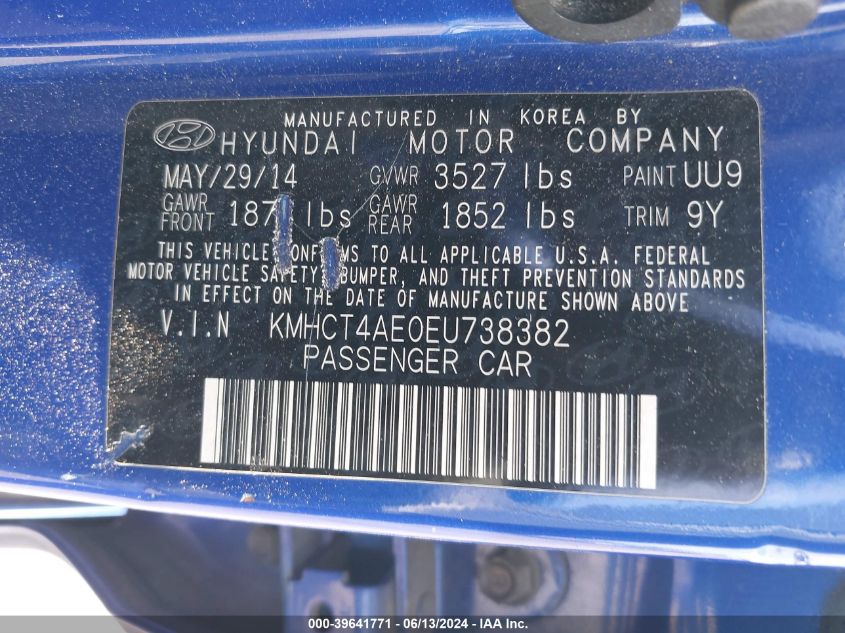 MANUFACTURED IN KOREA BY
HYUNDAI MOTOR COMPANY
MAY/29/14 GVWR 3527 lbs PAINT UU9
GAWR FRONT lbs GAWR REAR 1852 lbs TRIM 9Y
THIS VEHICLE CONFORMS TO ALL APPLICABLE U.S.A. FEDERAL
MOTOR VEHICLE SAFETY, BUMPER, AND THEFT PREVENTION STANDARDS
IN EFFECT ON THE DATE OF MANUFACTURE SHOWN ABOVE
V.I.N KMHCT4AE0EU738382
PASSENGER CAR
000-39641771 - 06/13/2024 - IAA Inc.